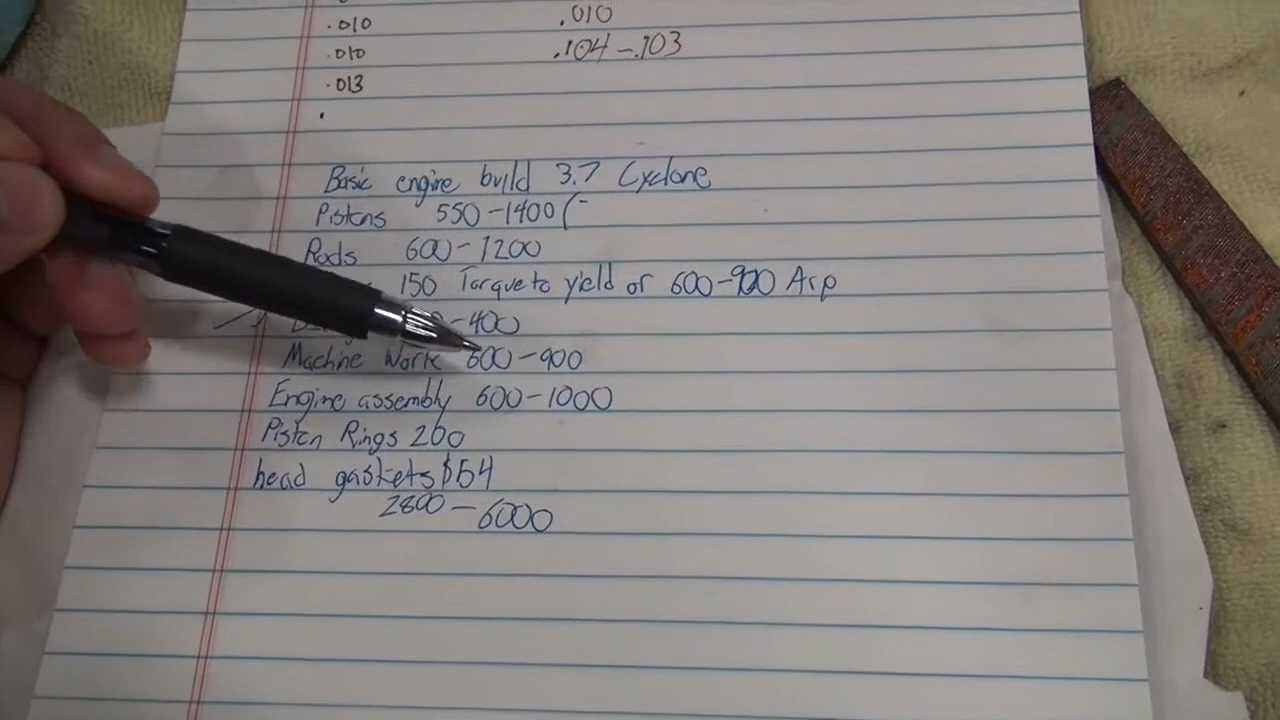 .010
.010
.010
.104 - .103
.013
.
Basic engine build 3.7 Cyclone
Pistons 550-1400 (-
Rods 600-1200
150 Torque to yield or 600-900 Arp
-400
Machine Work 600-900
Engine assembly 600-1000
Piston Rings 200
head gaskets $54
2800-6000